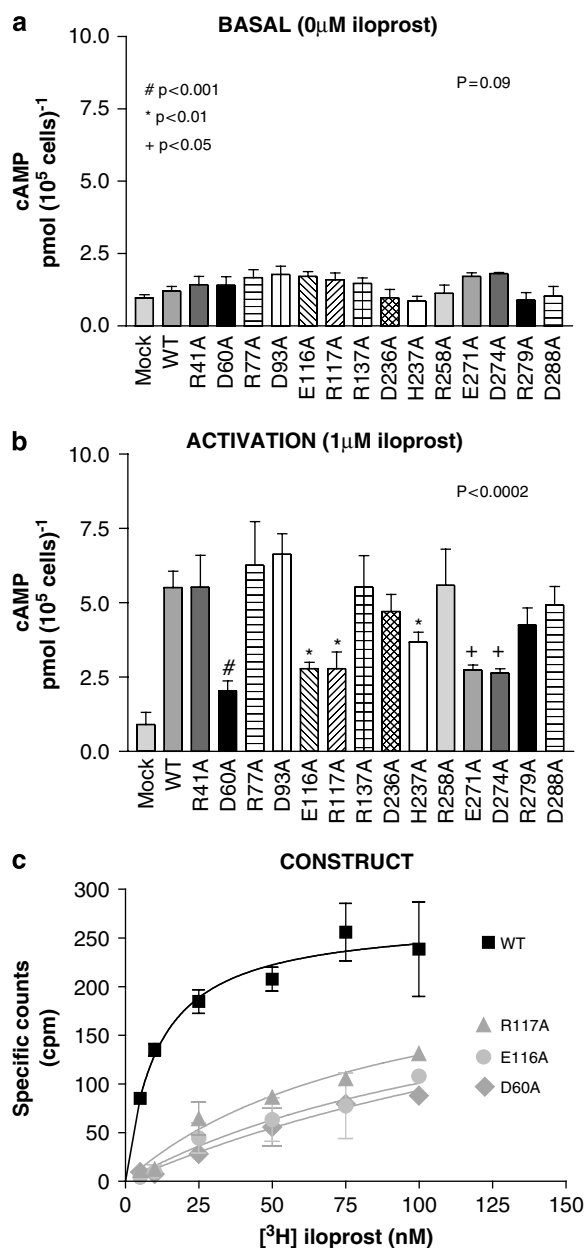 a
BASAL (0μM iloprost)
10.0
7.5
5.0
2.5
0.0
cAMP
pmol (10⁵ cells)⁻¹
# p<0.001
* p<0.01
+ p<0.05
P=0.09
Mock
WT
R41A
D60A
R77A
D93A
E116A
R117A
R137A
D236A
H237A
R258A
E271A
D274A
R279A
D288A
b
ACTIVATION (1μM iloprost)
10.0
7.5
5.0
2.5
0.0
cAMP
pmol (10⁵ cells)⁻¹
P<0.0002
#
*
*
*
+
+
Mock
WT
R41A
D60A
R77A
D93A
E116A
R117A
R137A
D236A
H237A
R258A
E271A
D274A
R279A
D288A
c
CONSTRUCT
300
250
200
150
100
50
0
Specific counts
(cpm)
WT
R117A
E116A
D60A
0 25 50 75 100 125 150
[³H] iloprost (nM)